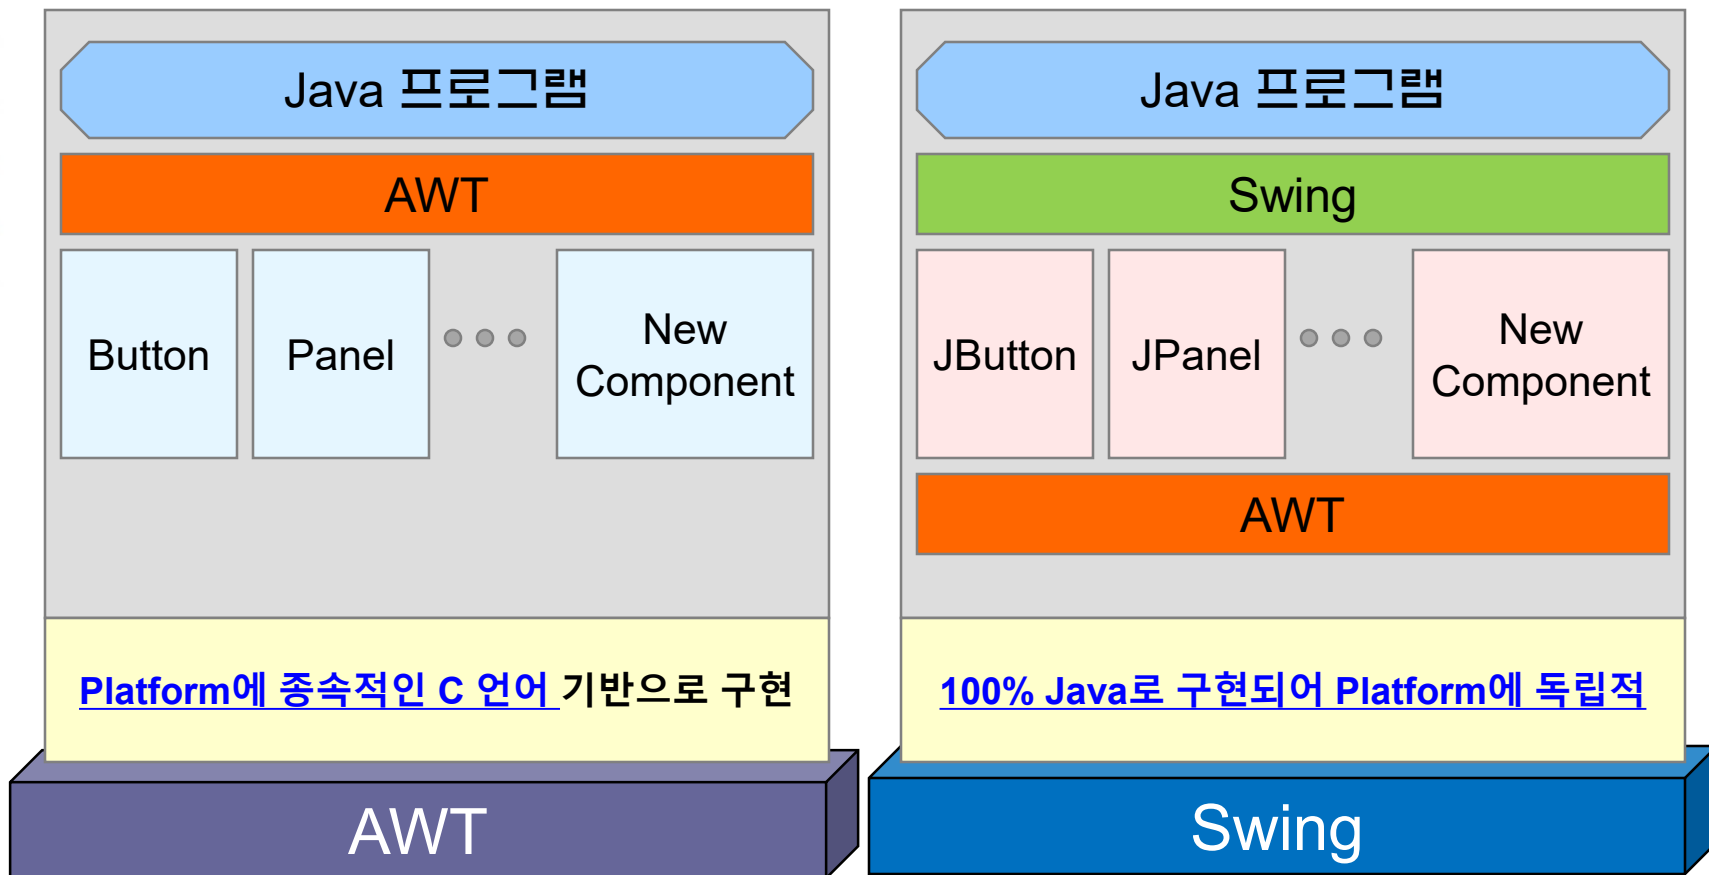 Java 프로그램
AWT
Button
Panel
New
Component
Platform에 종속적인 C 언어 기반으로 구현
AWT
Java 프로그램
Swing
JButton
JPanel
New
Component
AWT
100% Java로 구현되어 Platform에 독립적
Swing